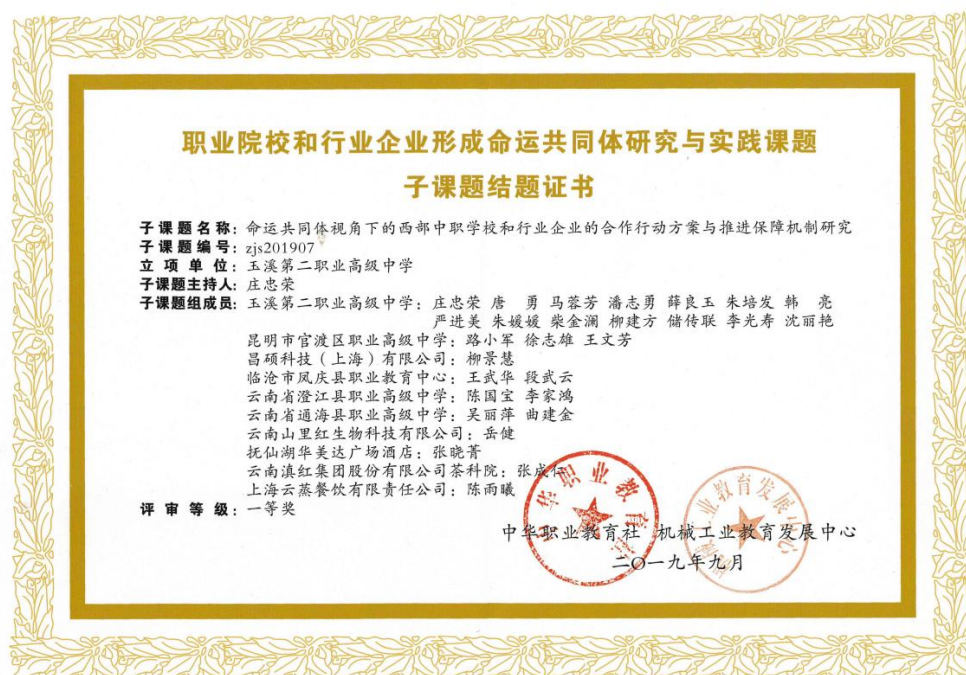 职业院校和行业企业形成命运共同体研究与实践课题
子课题结题证书
子课题名称：命运共同体视角下的西部中职学校和行业企业的合作行动方案与推进保障机制研究
子课题编号：zjs201907
立项单位：玉溪第二职业高级中学
子课题主持人：庄忠荣
子课题组成员：玉溪第二职业高级中学：庄忠荣 唐 勇 马蓉芳 潘志勇 薛良玉 朱培发 韩 亮
严进美 朱媛媛 柴金澜 柳建方 储传联 李光寿 沈丽艳
昆明市官渡区职业高级中学：路小军 徐志雄 王文芳
昌硕科技（上海）有限公司：柳景慧
临沧市凤庆县职业教育中心：王武华 段武云
云南省澄江县职业高级中学：陈国宝 李家鸿
云南省通海县职业高级中学：吴丽萍 曲建金
云南山里红生物科技有限公司：岳健
抚仙湖华美达广场酒店：张晓菁
云南滇红集团股份有限公司茶科院：张成仁
上海云蒸餐饮有限责任公司：陈雨曦
评审等级：一等奖
中华职业教育社 机械工业教育发展中心
二〇一九年九月
中华职业教育社
机械工业教育发展中心